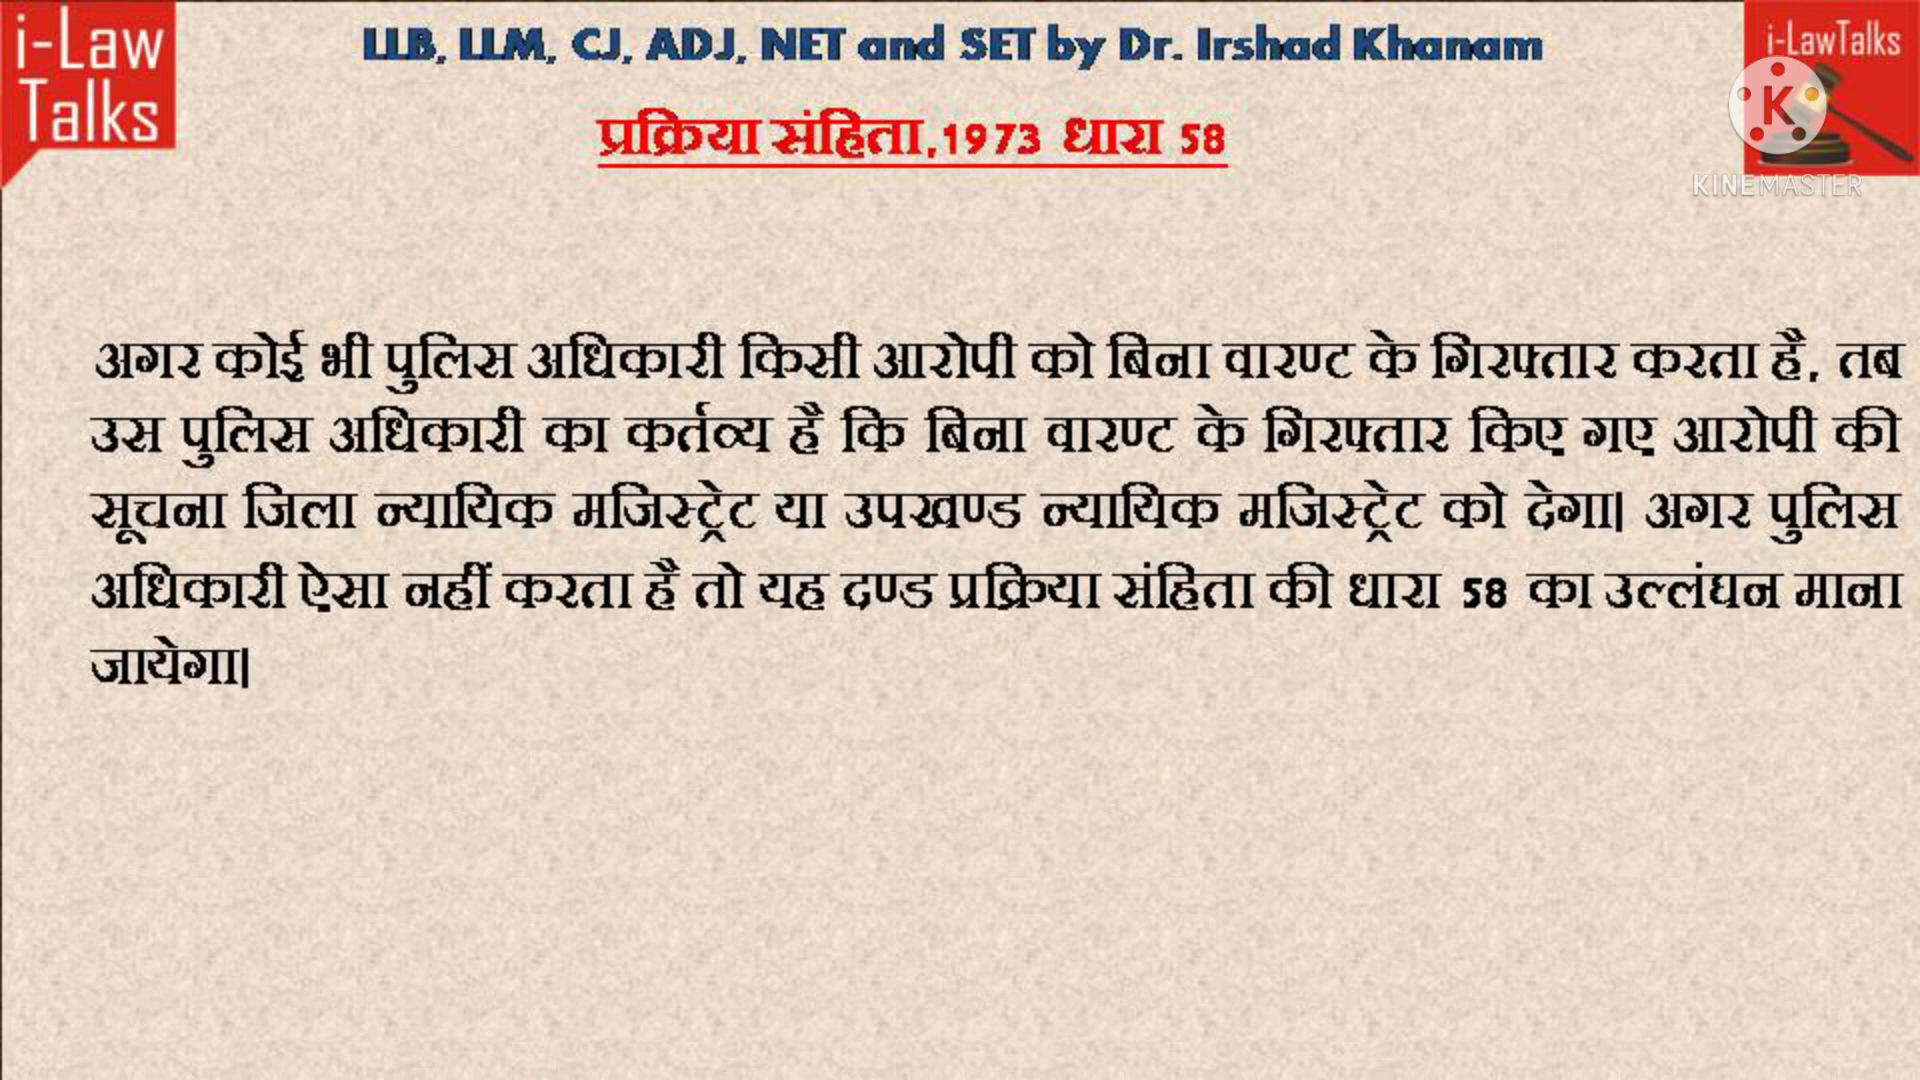 i-Law
Talks
LLB, LLM, CJ, ADJ, NET and SET by Dr. Irshad Khanam
i-LawTalks
K
KINEMASTER
प्रक्रिया संहिता,1973 धारा 58
अगर कोई भी पुलिस अधिकारी किसी आरोपी को बिना वारण्ट के गिरफ्तार करता है, तब
उस पुलिस अधिकारी का कर्तव्य है कि बिना वारण्ट के गिरफ्तार किए गए आरोपी की
सूचना जिला न्यायिक मजिस्ट्रेट या उपखण्ड न्यायिक मजिस्ट्रेट को देगा। अगर पुलिस
अधिकारी ऐसा नहीं करता है तो यह दण्ड प्रक्रिया संहिता की धारा 58 का उल्लंघन माना
जायेगा।